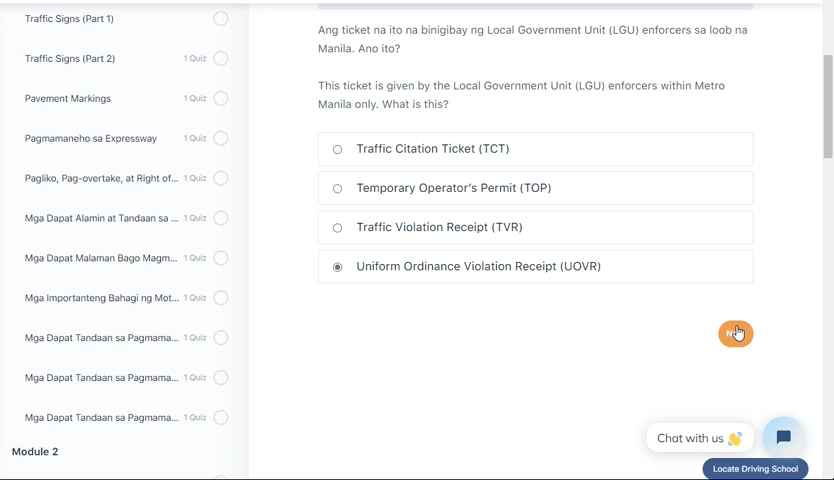 Traffic Signs (Part 1)
Traffic Signs (Part 2) 1 Quiz
Pavement Markings 1 Quiz
Pagmamaneho sa Expressway 1 Quiz
Pagliko, Pag-overtake, at Right of... 1 Quiz
Mga Dapat Alamin at Tandaan sa ... 1 Quiz
Mga Dapat Malaman Bago Magm... 1 Quiz
Mga Importanteng Bahagi ng Mot... 1 Quiz
Mga Dapat Tandaan sa Pagmama... 1 Quiz
Mga Dapat Tandaan sa Pagmama... 1 Quiz
Mga Dapat Tandaan sa Pagmama... 1 Quiz
Module 2
Ang ticket na ito na binigibay ng Local Government Unit (LGU) enforcers sa loob na
Manila. Ano ito?
This ticket is given by the Local Government Unit (LGU) enforcers within Metro
Manila only. What is this?
Traffic Citation Ticket (TCT)
Temporary Operator's Permit (TOP)
Traffic Violation Receipt (TVR)
Uniform Ordinance Violation Receipt (UOVR)
Chat with us 👋
Locate Driving School